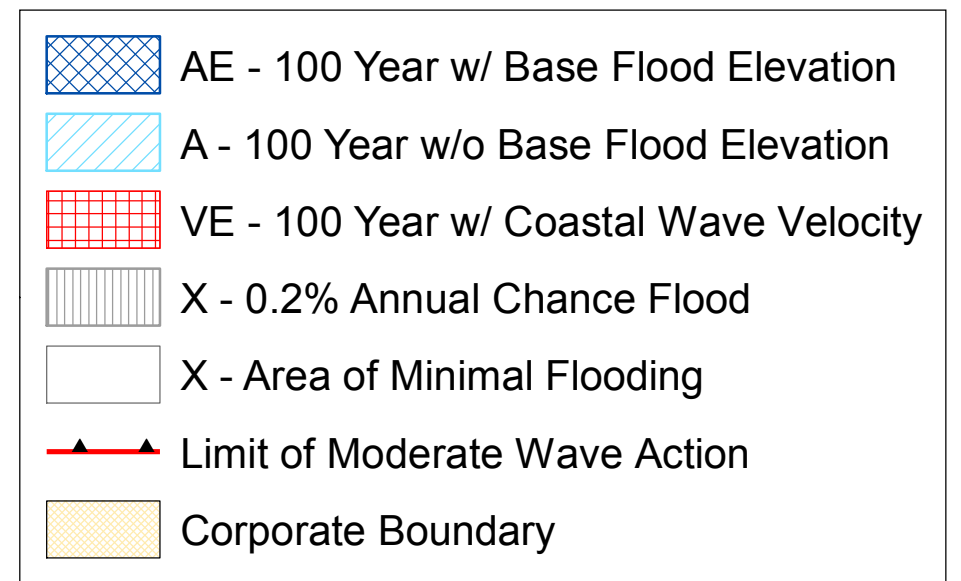 AE - 100 Year w/ Base Flood Elevation
A - 100 Year w/o Base Flood Elevation
VE - 100 Year w/ Coastal Wave Velocity
X - 0.2% Annual Chance Flood
X - Area of Minimal Flooding
Limit of Moderate Wave Action
Corporate Boundary